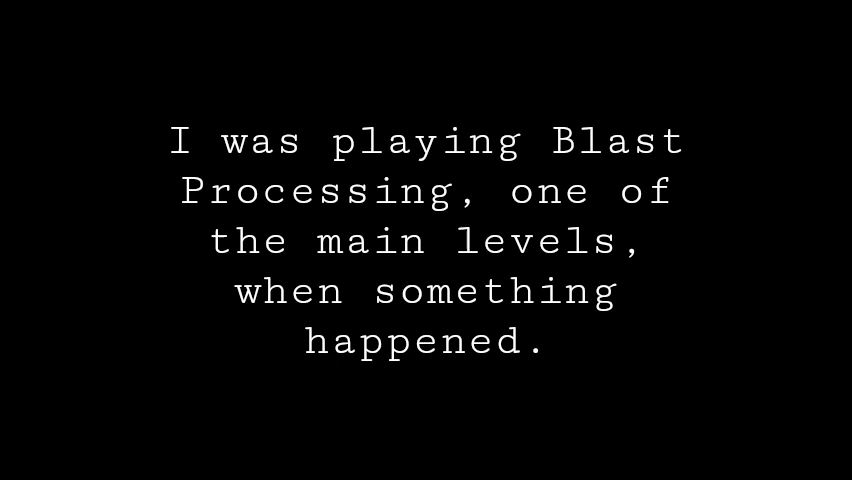 I was playing Blast
Processing, one of
the main levels,
when something
happened.